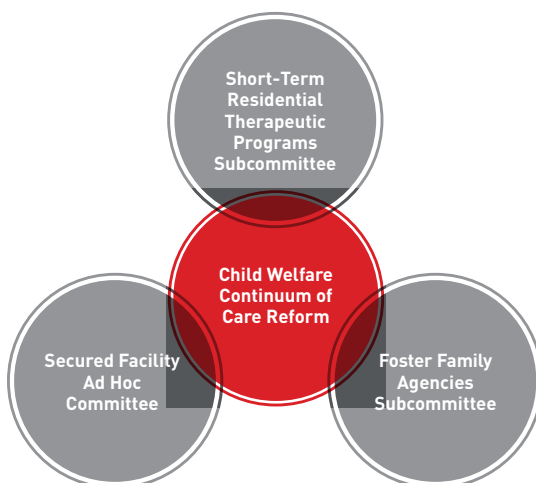 Short-Term
Residential
Therapeutic
Programs
Subcommittee
Child Welfare
Continuum of
Care Reform
Secured Facility
Ad Hoc
Committee
Foster Family
Agencies
Subcommittee